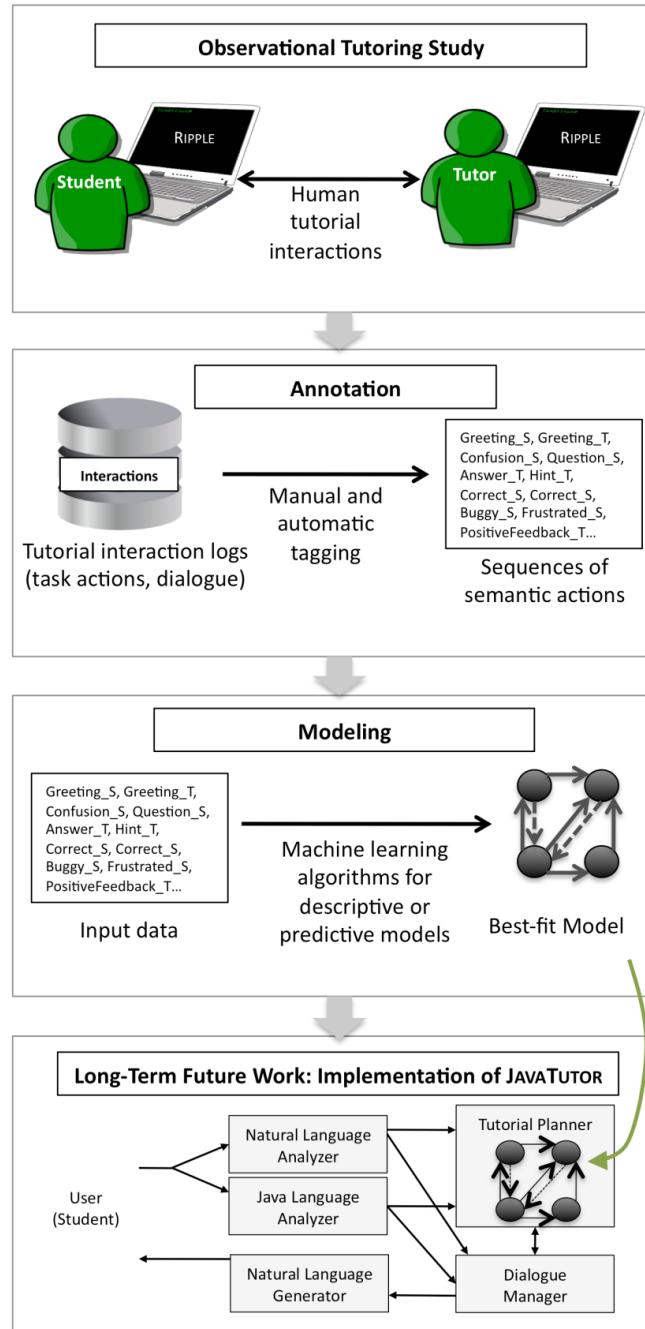 Observational Tutoring Study
RIPPLE
RIPPLE
Student
Tutor
Human
tutorial
interactions
Annotation
Interactions
Tutorial interaction logs
(task actions, dialogue)
Manual and
automatic
tagging
Greeting_S, Greeting_T,
Confusion_S, Question_S,
Answer_T, Hint_T,
Correct_S, Correct_S,
Buggy_S, Frustrated_S,
PositiveFeedback_T...
Sequences of
semantic actions
Modeling
Greeting_S, Greeting_T,
Confusion_S, Question_S,
Answer_T, Hint_T,
Correct_S, Correct_S,
Buggy_S, Frustrated_S,
PositiveFeedback_T...
Input data
Machine learning
algorithms for
descriptive or
predictive models
Best-fit Model
Long-Term Future Work: Implementation of JAVATUTOR
User
(Student)
Natural Language
Analyzer
Java Language
Analyzer
Natural Language
Generator
Tutorial Planner
Dialogue
Manager